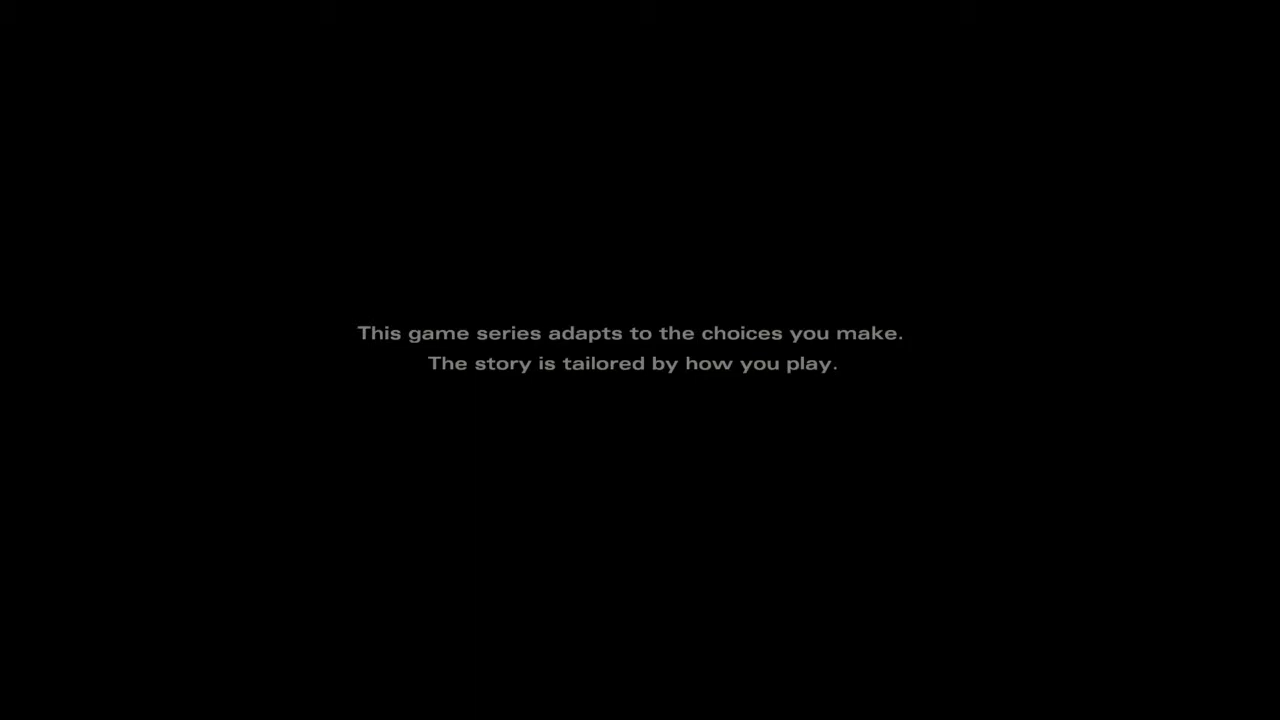 This game series adapts to the choices you make.
The story is tailored by how you play.